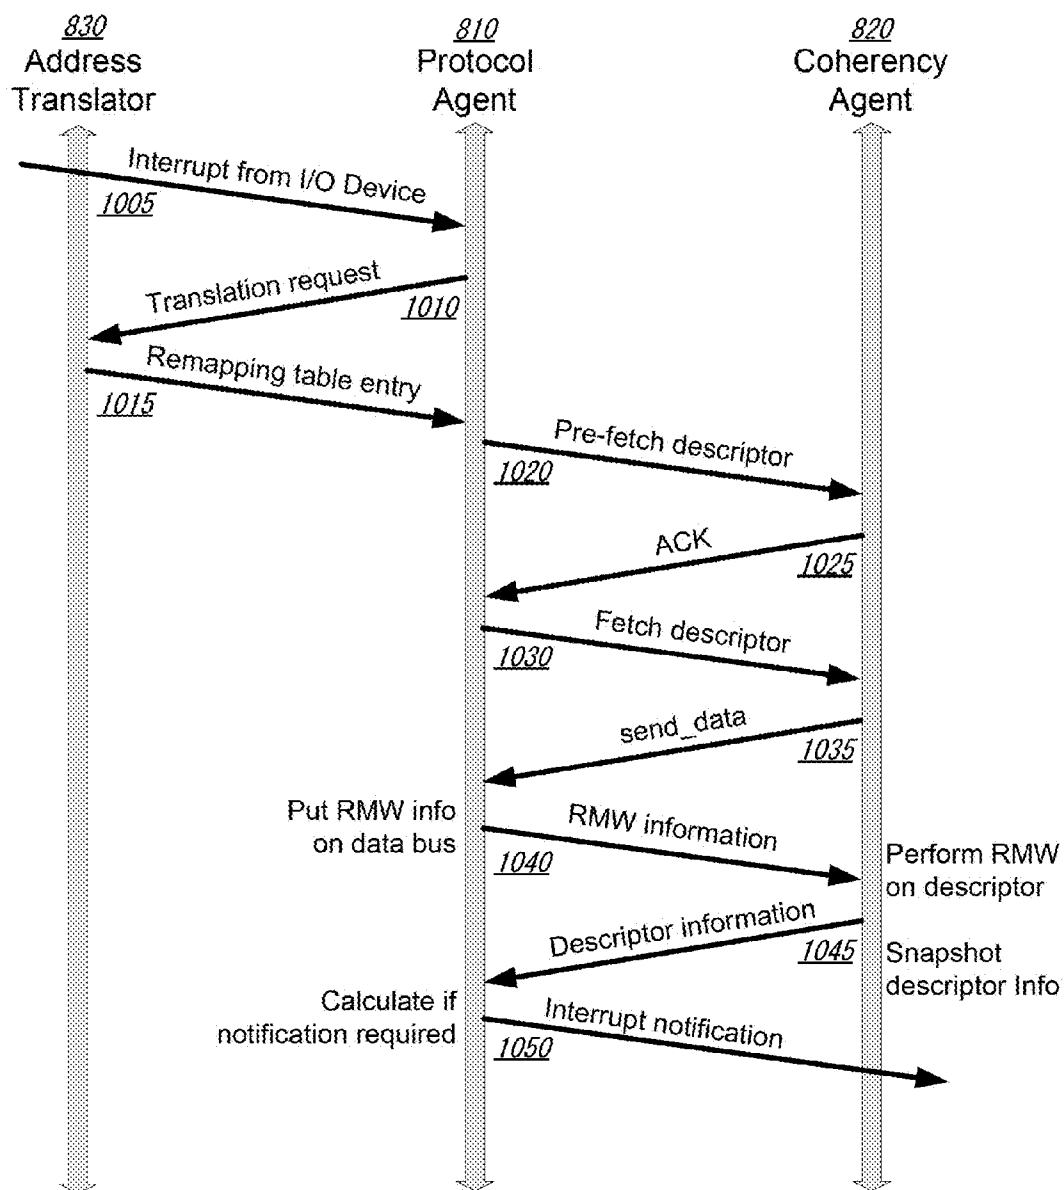 830
Address
Translator
810
Protocol
Agent
820
Coherency
Agent
Interrupt from I/O Device
1005
Translation request
1010
Remapping table entry
1015
Pre-fetch descriptor
1020
ACK
1025
Fetch descriptor
1030
send_data
1035
Put RMW info
on data bus
RMW information
1040
Perform RMW
on descriptor
Descriptor information
1045
Snapshot
descriptor Info
Calculate if
notification required
Interrupt notification
1050